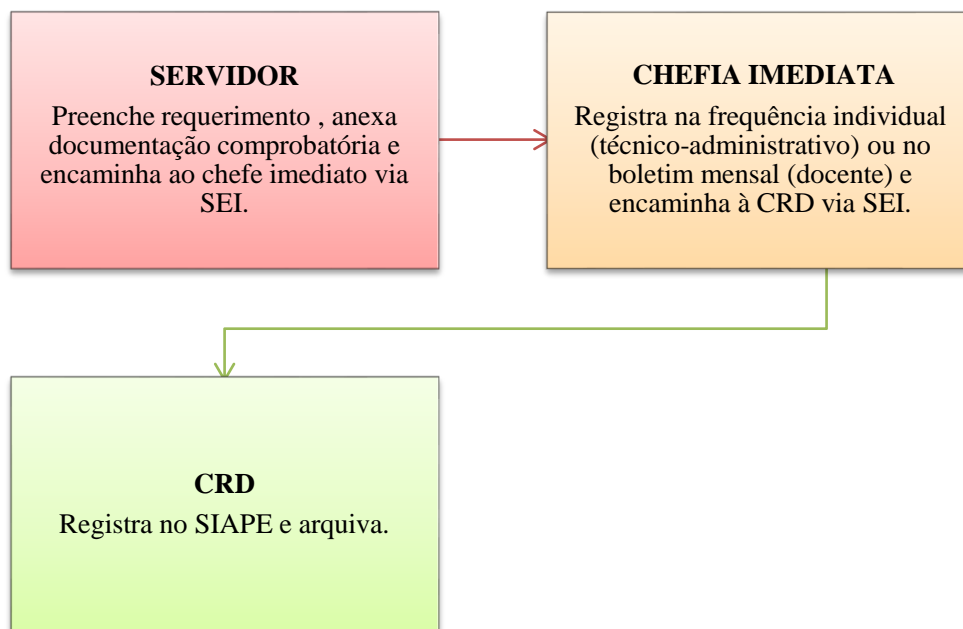 SERVIDOR
Preenche requerimento , anexa
documentação comprobatória e
encaminha ao chefe imediato via
SEI.
CHEFIA IMEDIATA
Registra na frequência individual
(técnico-administrativo) ou no
boletim mensal (docente) e
encaminha à CRD via SEI.
CRD
Registra no SIAPE e arquiva.